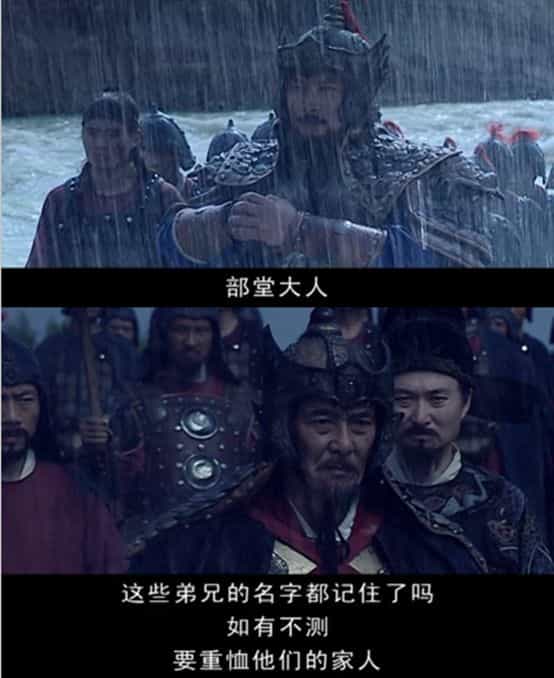 部堂大人
这些弟兄的名字都记住了吗
如有不测
要重恤他们的家人